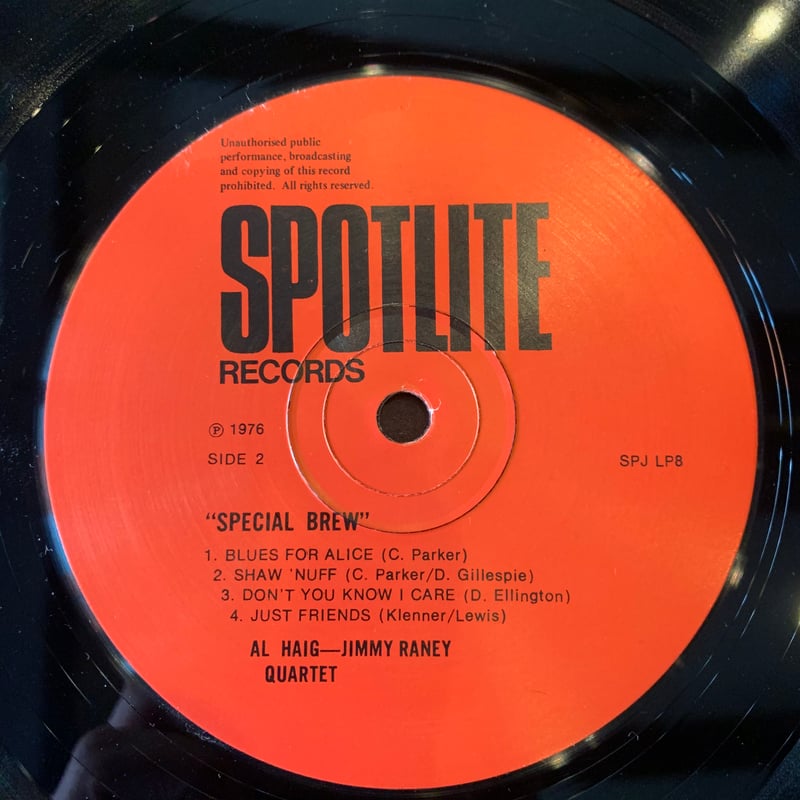 Unauthorised public
performance, broadcasting
and copying of this record
prohibited. All rights reserved.
SPOTLITE
RECORDS
℗ 1976
SIDE 2
SPJ LP8
"SPECIAL BREW"
1. BLUES FOR ALICE (C. Parker)
2. SHAW 'NUFF (C. Parker/D. Gillespie)
3. DON'T YOU KNOW I CARE (D. Ellington)
4. JUST FRIENDS (Klenner/Lewis)
AL HAIG—JIMMY RANEY
QUARTET